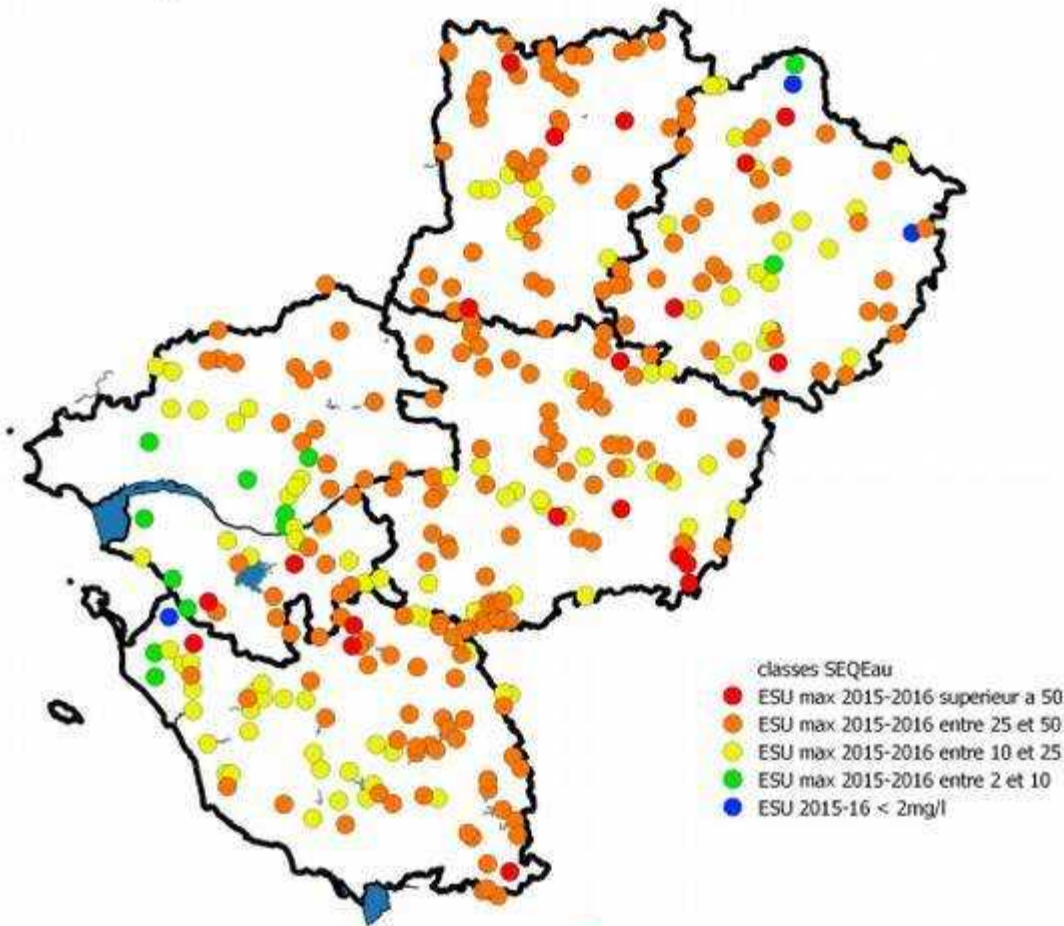 classes SEQEau
ESU max 2015-2016 superieur a 50
ESU max 2015-2016 entre 25 et 50
ESU max 2015-2016 entre 10 et 25
ESU max 2015-2016 entre 2 et 10
ESU 2015-16 < 2mg/l